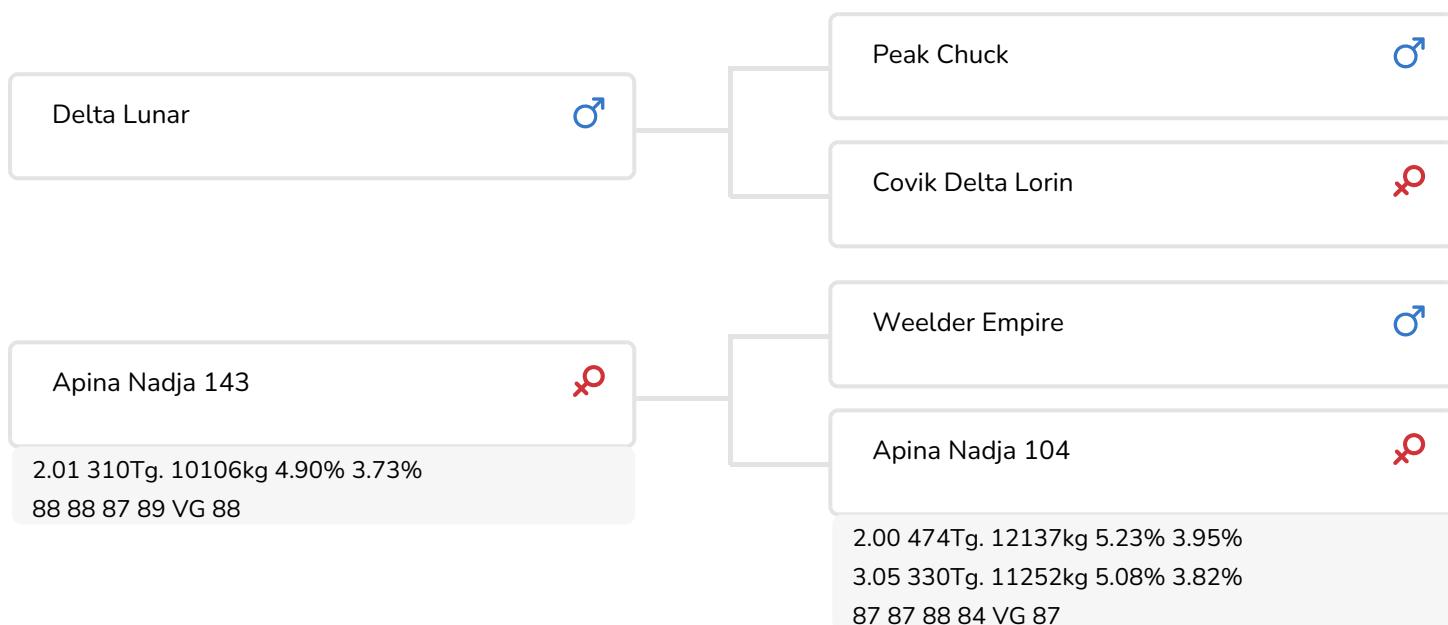 Delta Lunar
Peak Chuck
Covik Delta Lorin
Apina Nadja 143
2.01 310Tg. 10106kg 4.90% 3.73%
88 88 87 89 VG 88
Weelder Empire
Apina Nadja 104
2.00 474Tg. 12137kg 5.23% 3.95%
3.05 330Tg. 11252kg 5.08% 3.82%
87 87 88 84 VG 87